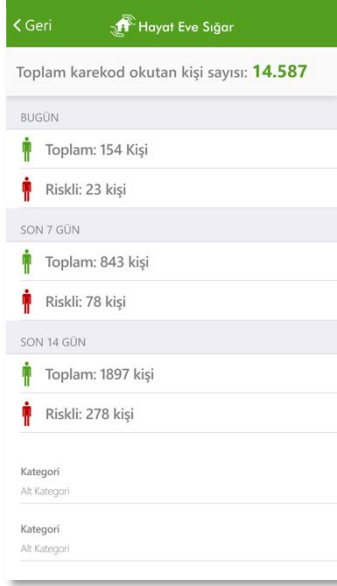 Geri
Hayat Eve Sığar
Toplam karekod okutan kişi sayısı: 14.587
BUGÜN
Toplam: 154 Kişi
Riskli: 23 kişi
SON 7 GÜN
Toplam: 843 kişi
Riskli: 78 kişi
SON 14 GÜN
Toplam: 1897 kişi
Riskli: 278 kişi
Kategori
Alt Kategori
Kategori
Alt Kategori